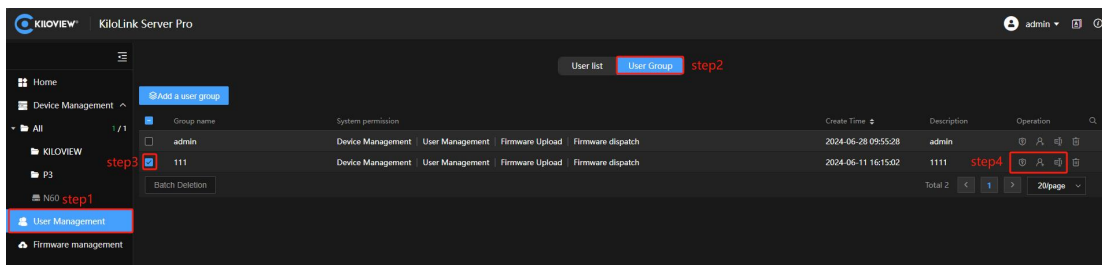 KILOVIEW KiloLink Server Pro admin
User list User Group step2
Home
Add a user group
Device Management
Group name System permission Create Time Description Operation
All 1/1
admin Device Management User Management Firmware Upload Firmware dispatch 2024-06-28 09:55:28 admin
KILOVIEW
step3 111 Device Management User Management Firmware Upload Firmware dispatch 2024-06-11 16:15:02 1111 step4
P3
Batch Deletion Total 2 < 1 > 20/page
N60 step1
User Management
Firmware management